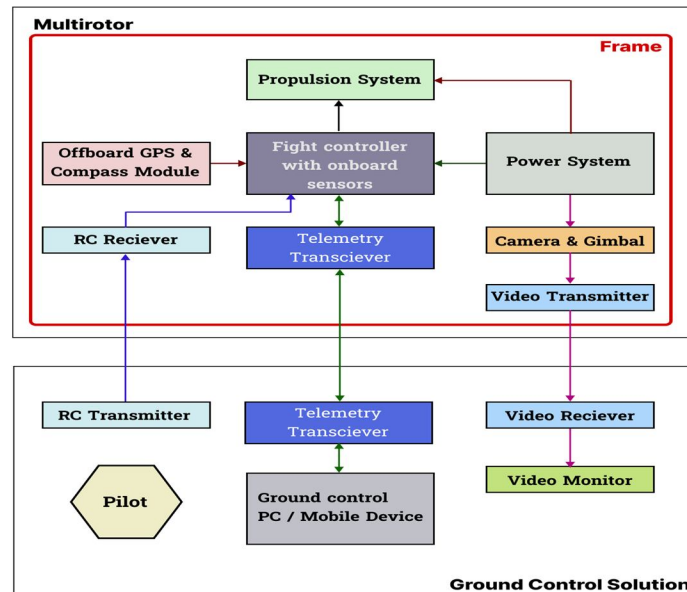 Multirotor
Frame
Propulsion System
Offboard GPS &
Compass Module
Fight controller
with onboard
sensors
Power System
RC Reciever
Telemetry
Transciever
Camera & Gimbal
Video Transmitter
RC Transmitter
Telemetry
Transciever
Video Reciever
Pilot
Ground control
PC / Mobile Device
Video Monitor
Ground Control Solution